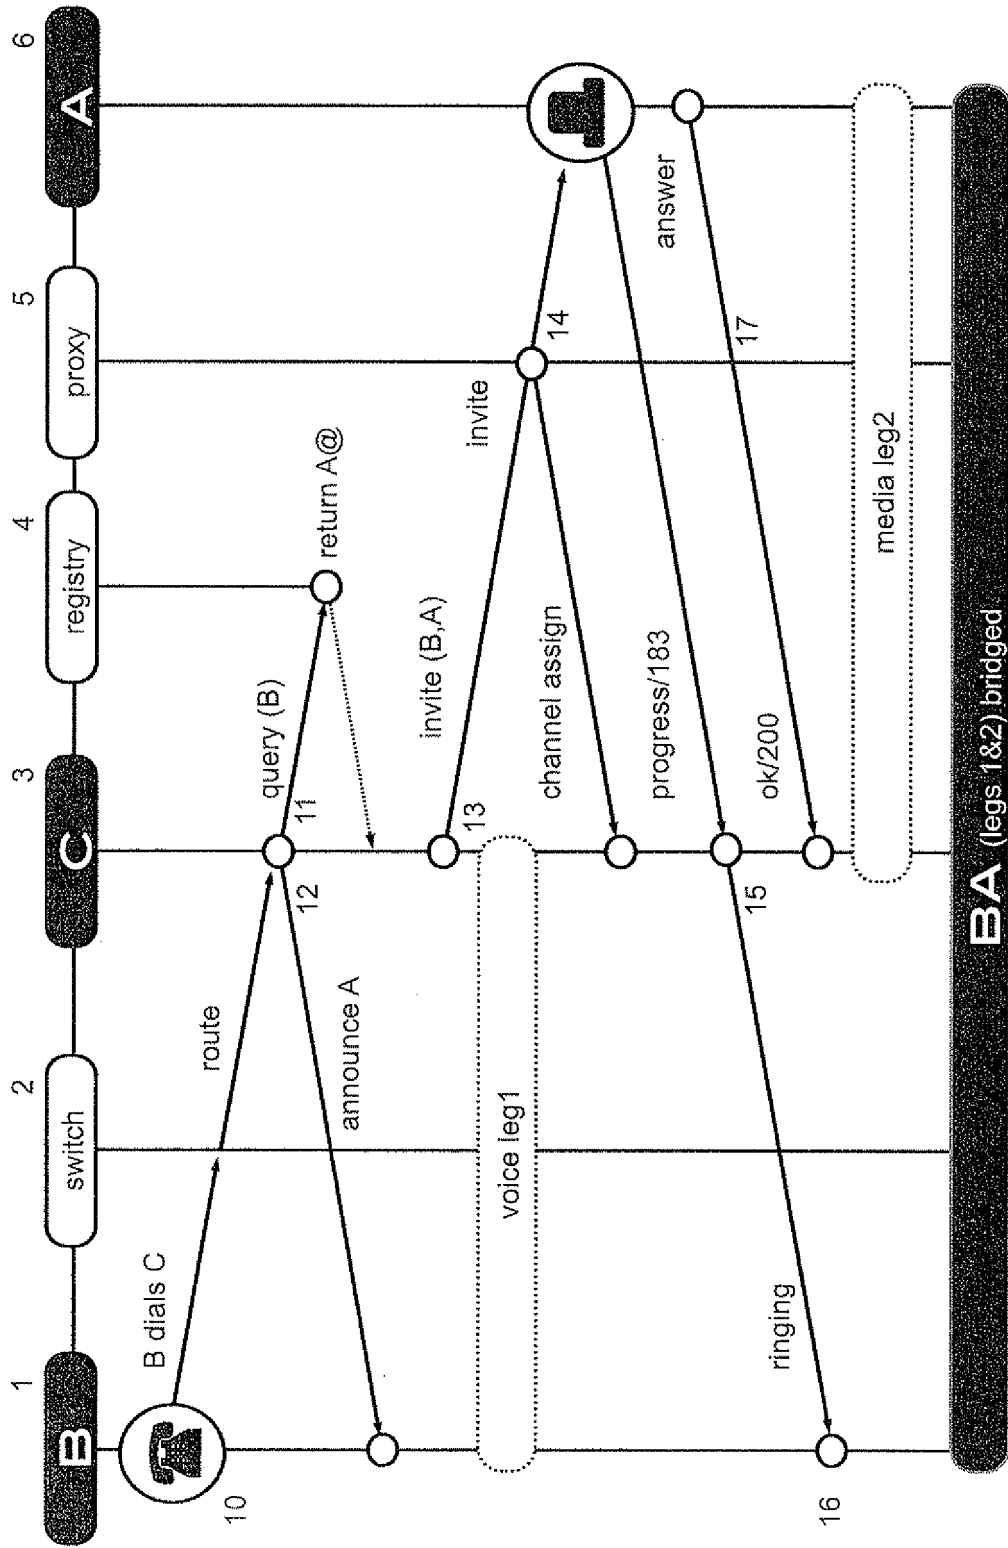 1 2 3 4 5 6
B switch C registry proxy A
B dials C
10
route
query (B)
11
12
return A@
announce A
invite (B,A)
13
invite
14
voice leg1
channel assign
progress/183
15
answer
ringing
ok/200
17
16
media leg2
BA (legs 1&2) bridged